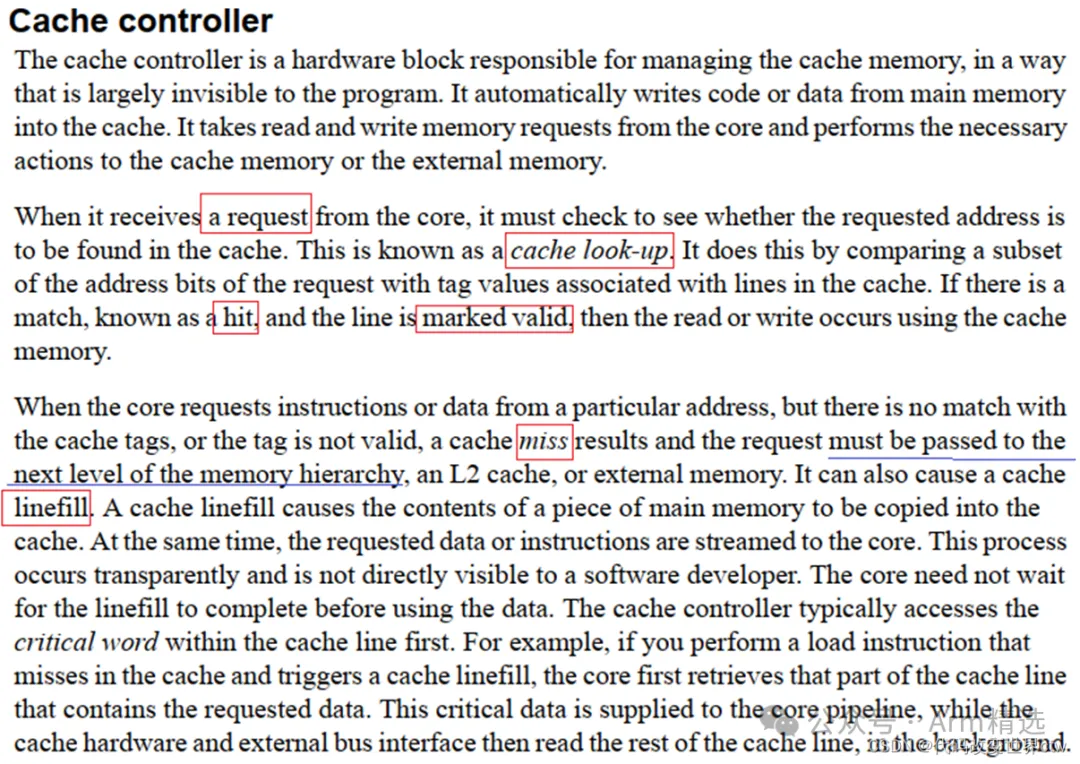 Cache controller
The cache controller is a hardware block responsible for managing the cache memory, in a way
that is largely invisible to the program. It automatically writes code or data from main memory
into the cache. It takes read and write memory requests from the core and performs the necessary
actions to the cache memory or the external memory.
When it receives a request from the core, it must check to see whether the requested address is
to be found in the cache. This is known as a cache look-up. It does this by comparing a subset
of the address bits of the request with tag values associated with lines in the cache. If there is a
match, known as a hit, and the line is marked valid, then the read or write occurs using the cache
memory.
When the core requests instructions or data from a particular address, but there is no match with
the cache tags, or the tag is not valid, a cache miss results and the request must be passed to the
next level of the memory hierarchy, an L2 cache, or external memory. It can also cause a cache
linefill. A cache linefill causes the contents of a piece of main memory to be copied into the
cache. At the same time, the requested data or instructions are streamed to the core. This process
occurs transparently and is not directly visible to a software developer. The core need not wait
for the linefill to complete before using the data. The cache controller typically accesses the
critical word within the cache line first. For example, if you perform a load instruction that
misses in the cache and triggers a cache linefill, the core first retrieves that part of the cache line
that contains the requested data. This critical data is supplied to the core pipeline, while the
cache hardware and external bus interface then read the rest of the cache line, in the background.
公众号 · Arm精选
CSDN